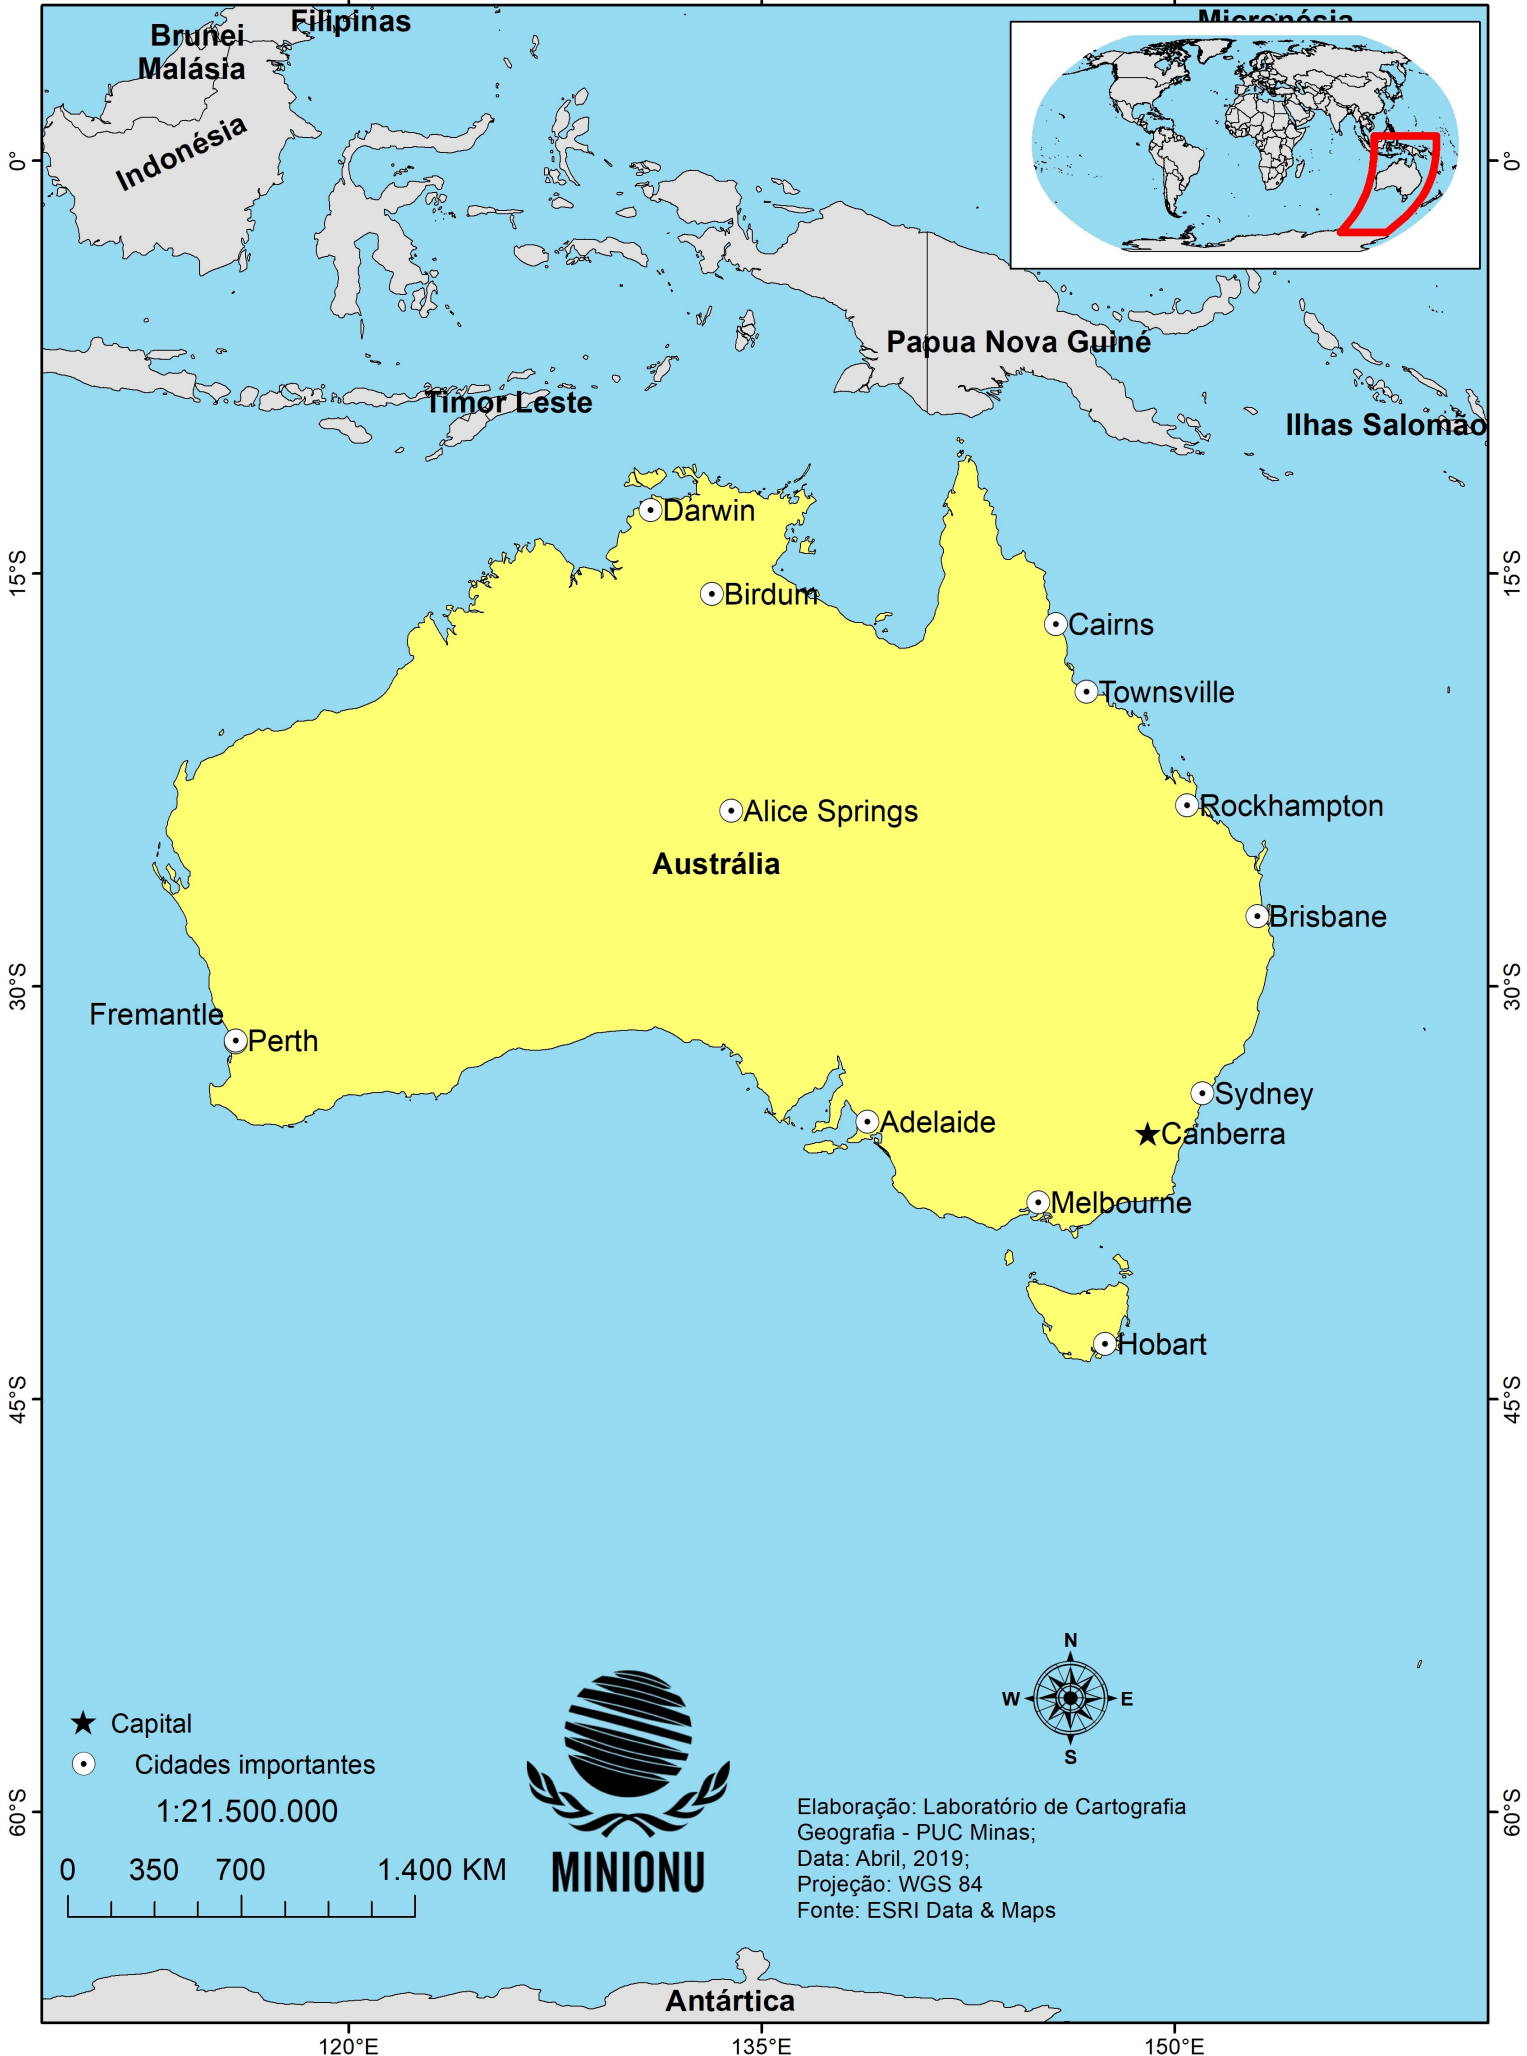 Filipinas
Micronésia
Brunei
Malásia
Indonésia
0°
0°
Papua Nova Guiné
Timor Leste
Ilhas Salomão
Darwin
15°S
15°S
Birdum
Cairns
Townsville
Alice Springs
Rockhampton
Austrália
Brisbane
30°S
30°S
Fremantle
Perth
Sydney
Adelaide
Canberra
Melbourne
Hobart
45°S
45°S
N
W
E
S
Capital
Cidades importantes
1:21.500.000
60°S
60°S
0 350 700 1.400 KM
MINIONU
Elaboração: Laboratório de Cartografia
Geografia - PUC Minas;
Data: Abril, 2019;
Projeção: WGS 84
Fonte: ESRI Data & Maps
Antártica
120°E
135°E
150°E